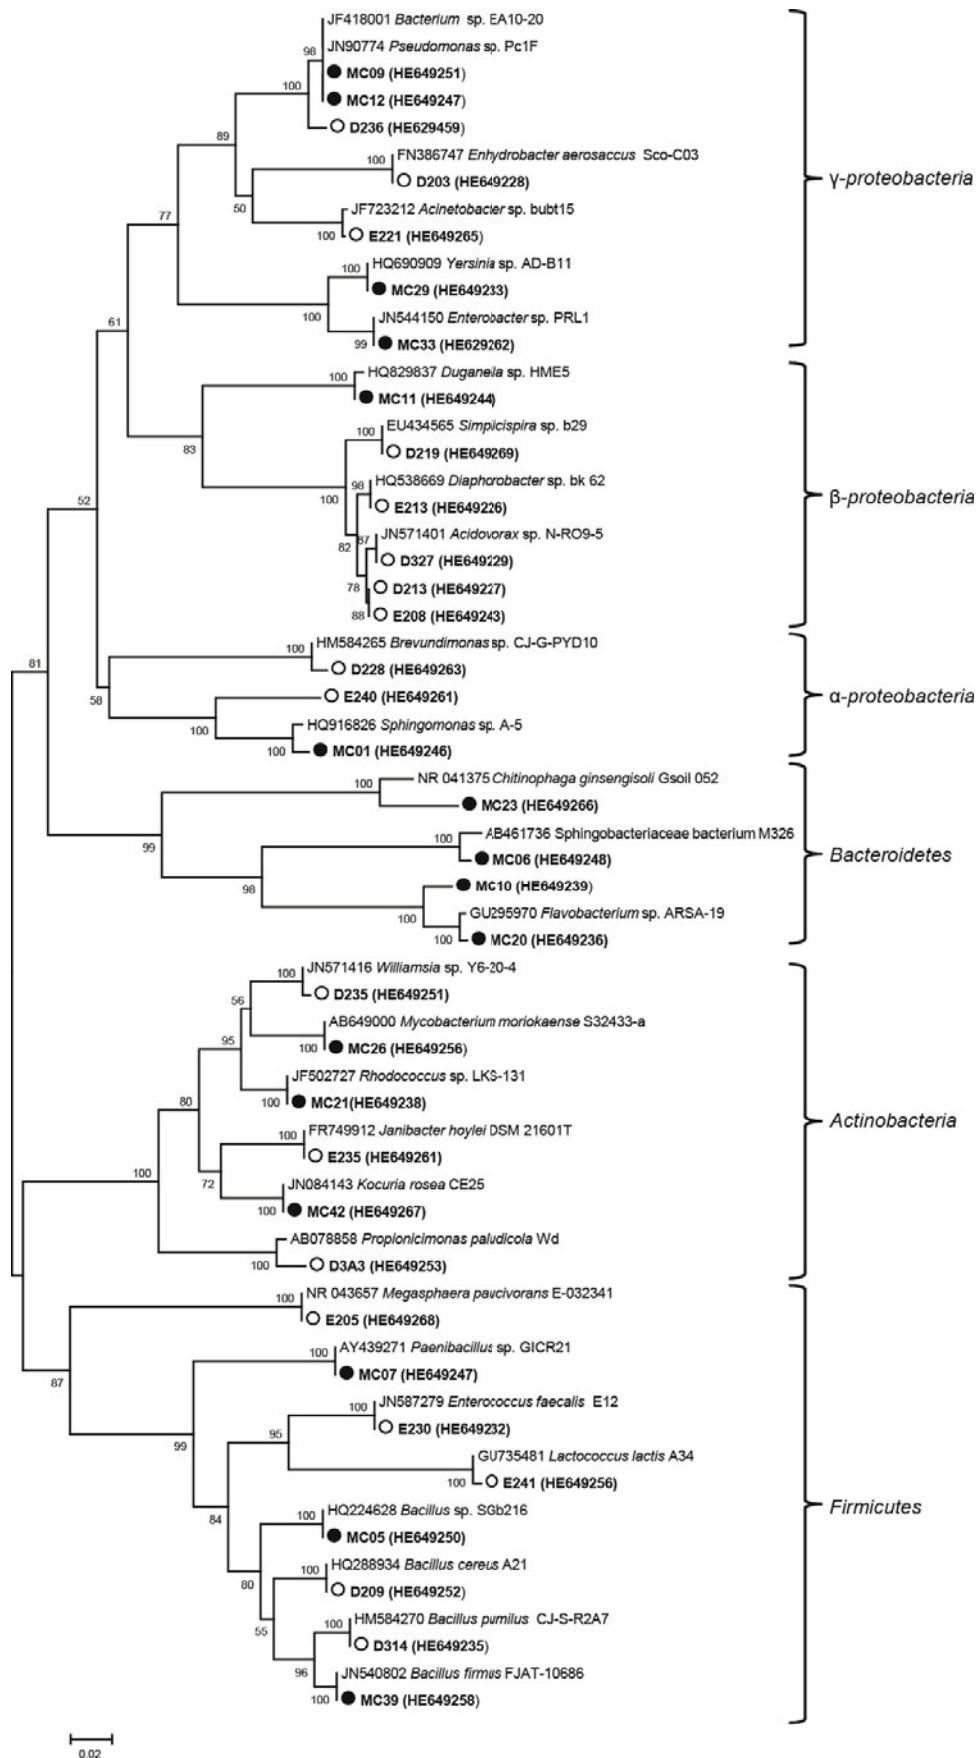 JF418001 Bacterium sp. EA10-20
JN90774 Pseudomonas sp. Pc1F
98
MC09 (HE649251)
100
MC12 (HE649247)
D236 (HE629459)
89
FN386747 Enhydrobacter aerosaccus Sco-C03
100
D203 (HE649228)
γ-proteobacteria
50
JF723212 Acinetobacter sp. bubt15
77
100
E221 (HE649265)
HQ690909 Yersinia sp. AD-B11
100
MC29 (HE649233)
100
JN544150 Enterobacter sp. PRL1
61
99
MC33 (HE629262)
HQ829837 Duganella sp. HME5
100
MC11 (HE649244)
EU434565 Simplcispira sp. b29
100
83
D219 (HE649269)
HQ538669 Diaphorobacter sp. bk 62
98
100
E213 (HE649226)
β-proteobacteria
52
JN571401 Acidovorax sp. N-RO9-5
87
82
D327 (HE649229)
78
D213 (HE649227)
88
E208 (HE649243)
HM584265 Brevundimonas sp. CJ-G-PYD10
100
81
D228 (HE649263)
58
E240 (HE649261)
α-proteobacteria
100
HQ916826 Sphingomonas sp. A-5
100
MC01 (HE649246)
NR 041375 Chitinophaga ginsengisoli Gsoil 052
100
MC23 (HE649266)
99
AB461736 Sphingobacteriaceae bacterium M326
100
MC06 (HE649248)
Bacteroidetes
98
MC10 (HE649239)
100
GU295970 Flavobacterium sp. ARSA-19
100
MC20 (HE649236)
JN571416 Williamsia sp. Y6-20-4
100
D235 (HE649251)
56
AB649000 Mycobacterium moriokaense S32433-a
95
100
MC26 (HE649256)
JF502727 Rhodococcus sp. LKS-131
80
100
MC21(HE649238)
Actinobacteria
FR749912 Janibacter hoylei DSM 21601T
100
E235 (HE649261)
100
72
JN084143 Kocuria rosea CE25
100
MC42 (HE649267)
AB078858 Propionicimonas paludicola Wd
100
D3A3 (HE649253)
NR 043657 Megasphaera paucivorans E-032341
100
E205 (HE649268)
AY439271 Paenibacillus sp. GICR21
100
87
MC07 (HE649247)
JN587279 Enterococcus faecalis E12
100
E230 (HE649232)
95
99
GU735481 Lactococcus lactis A34
100
E241 (HE649256)
Firmicutes
84
HQ224628 Bacillus sp. SGb216
100
MC05 (HE649250)
HQ288934 Bacillus cereus A21
100
80
D209 (HE649252)
HM584270 Bacillus pumilus CJ-S-R2A7
55
100
D314 (HE649235)
96
JN540802 Bacillus firmus FJAT-10686
100
MC39 (HE649258)
0.02